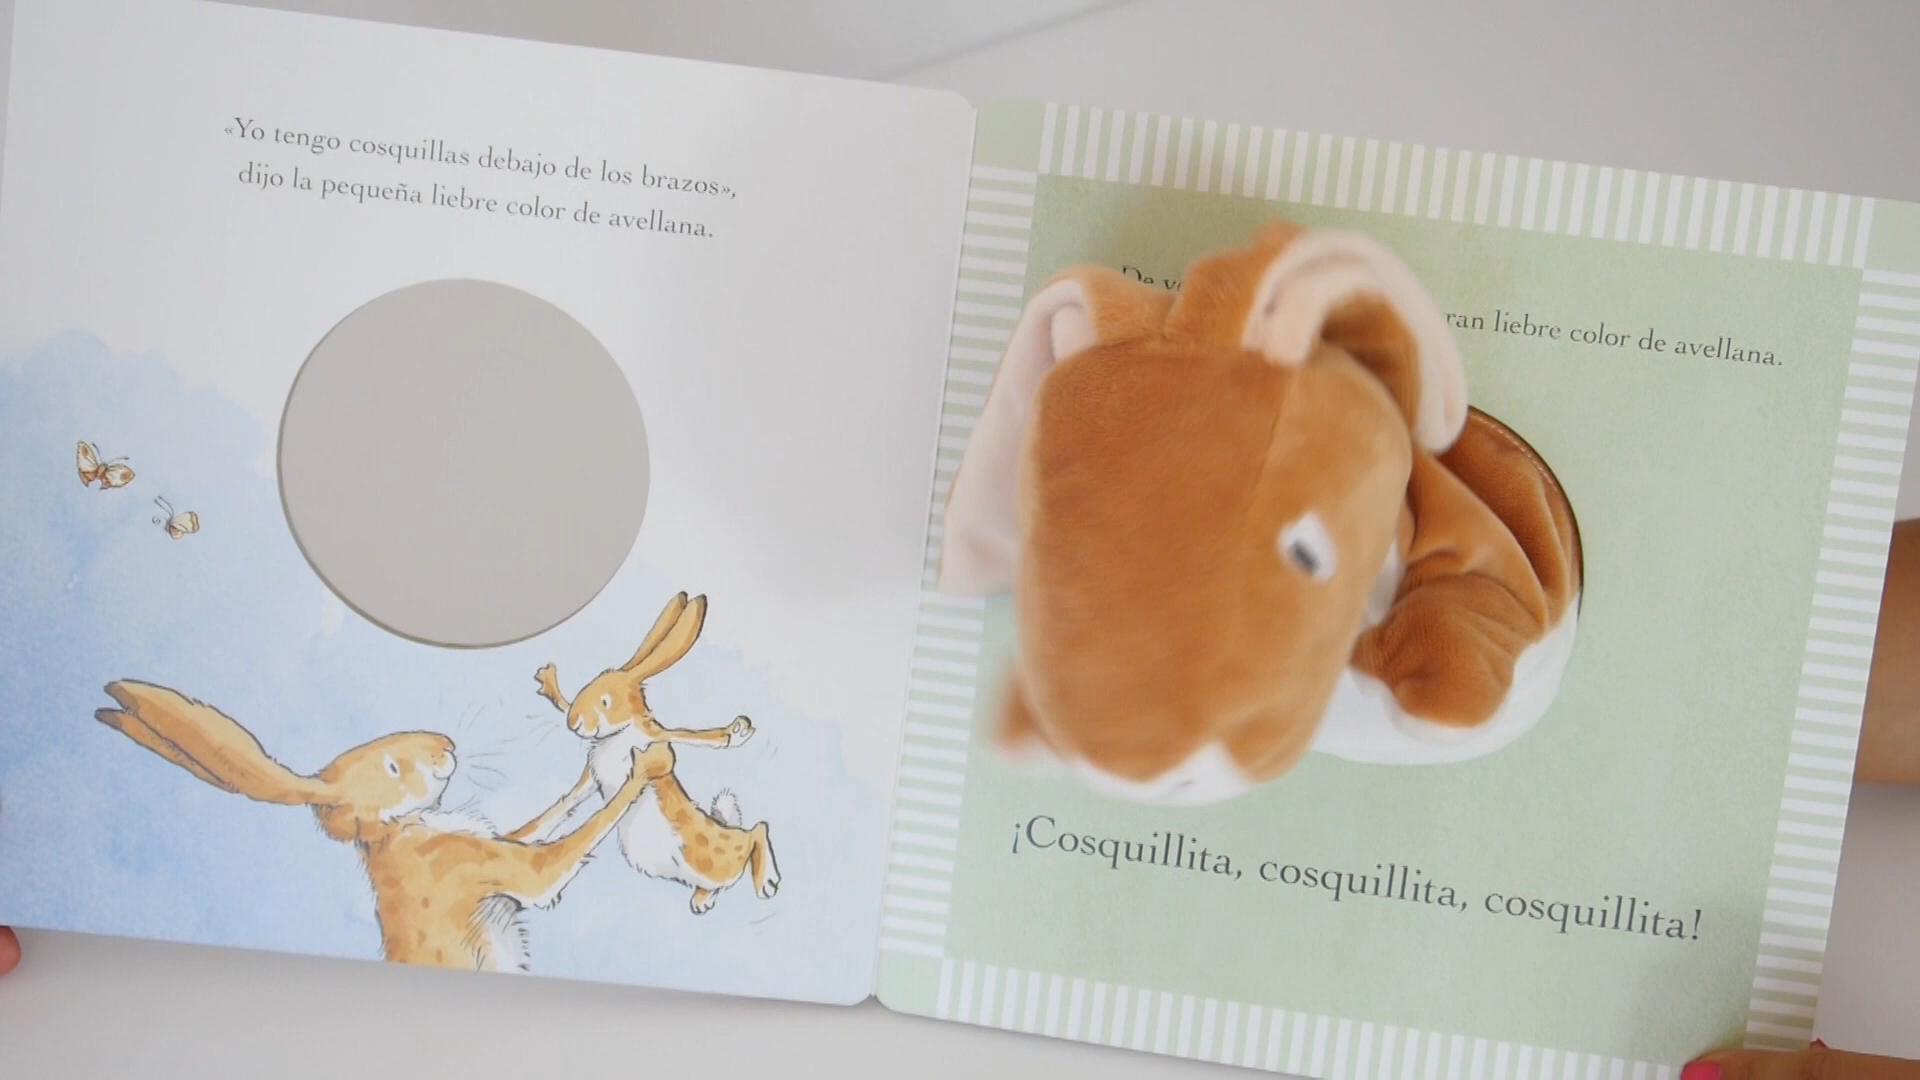 «Yo tengo cosquillas debajo de los brazos»,
dijo la pequeña liebre color de avellana.
De liebre color de avellana.
¡Cosquillita, cosquillita, cosquillita!